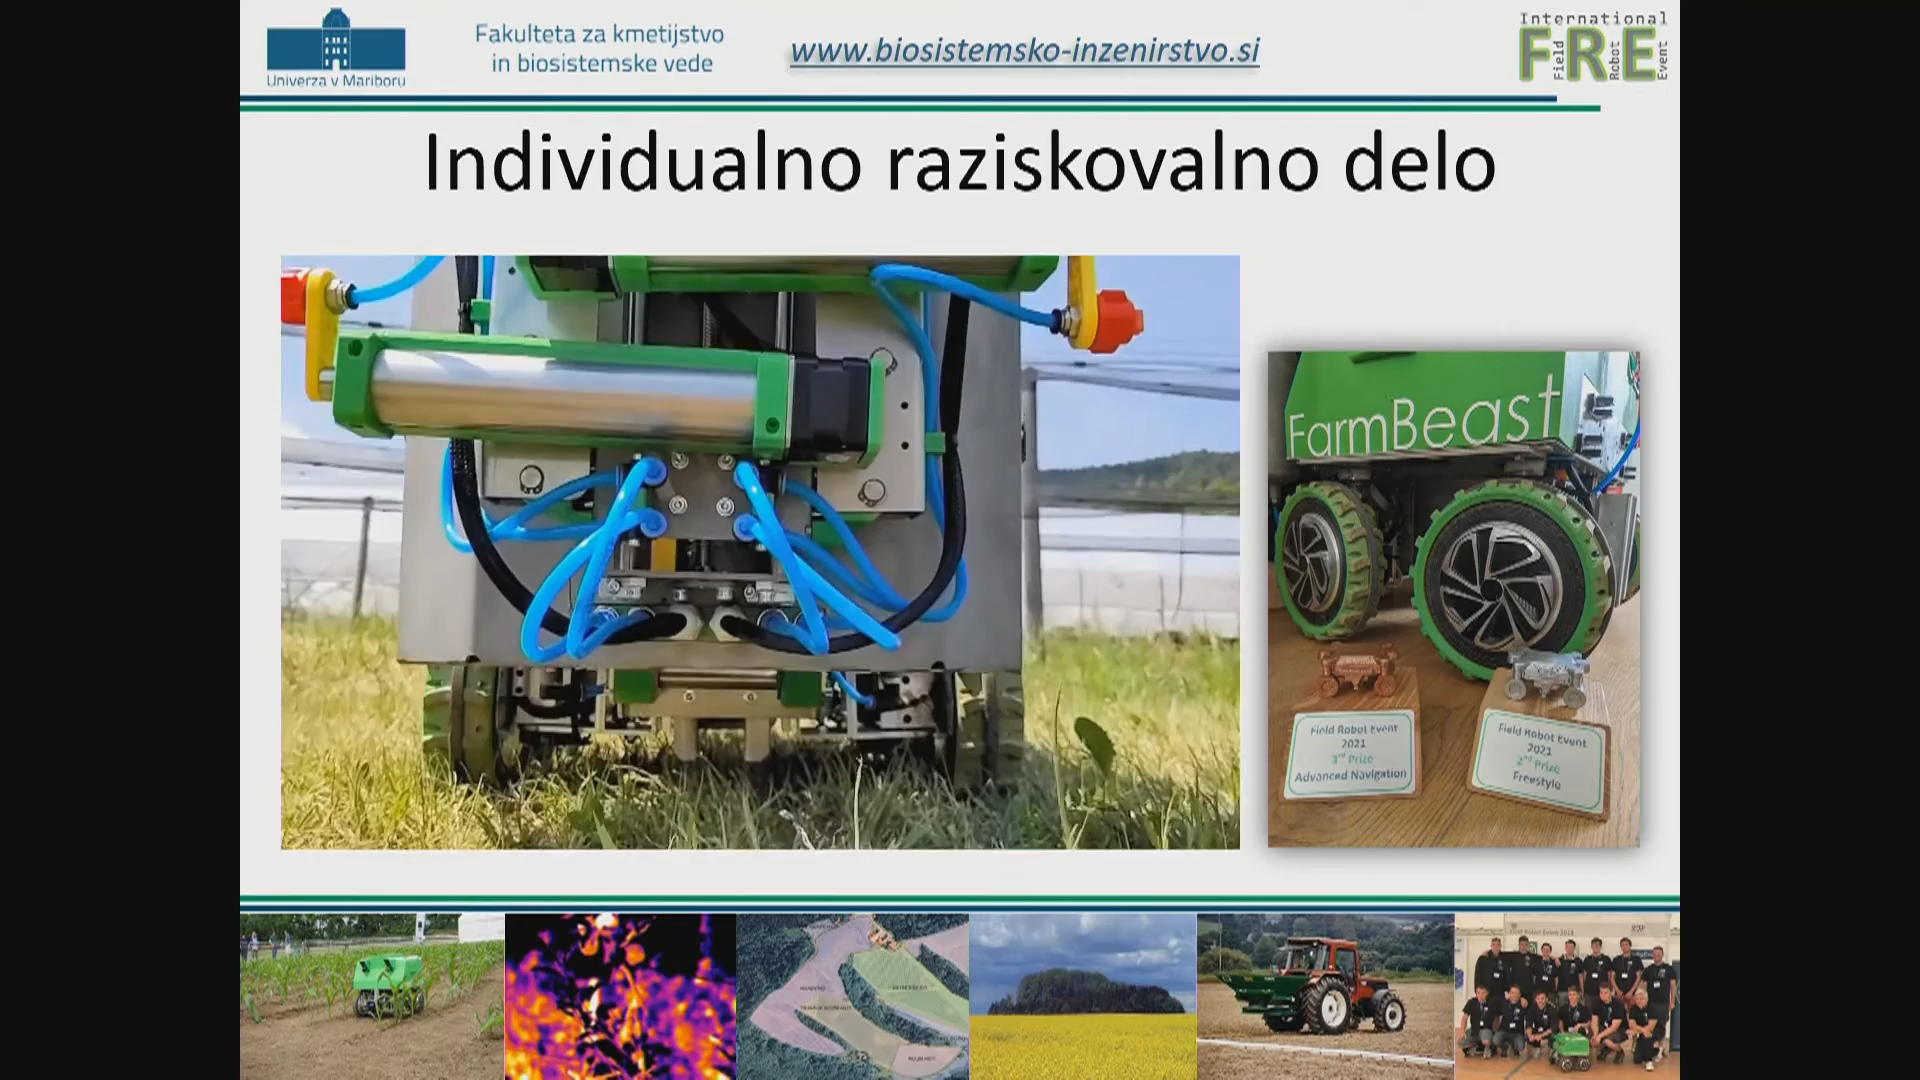 Univerza v Mariboru
Fakulteta za kmetijstvo
in biosistemske vede
www.biosistemsko-inzenirstvo.si
International
FRE
Field
Robot
Event
Individualno raziskovalno delo
FarmBeast
Field Robot Event
2021
3rd Prize
Advanced Navigation
Field Robot Event
2021
2nd Prize
Freestyle